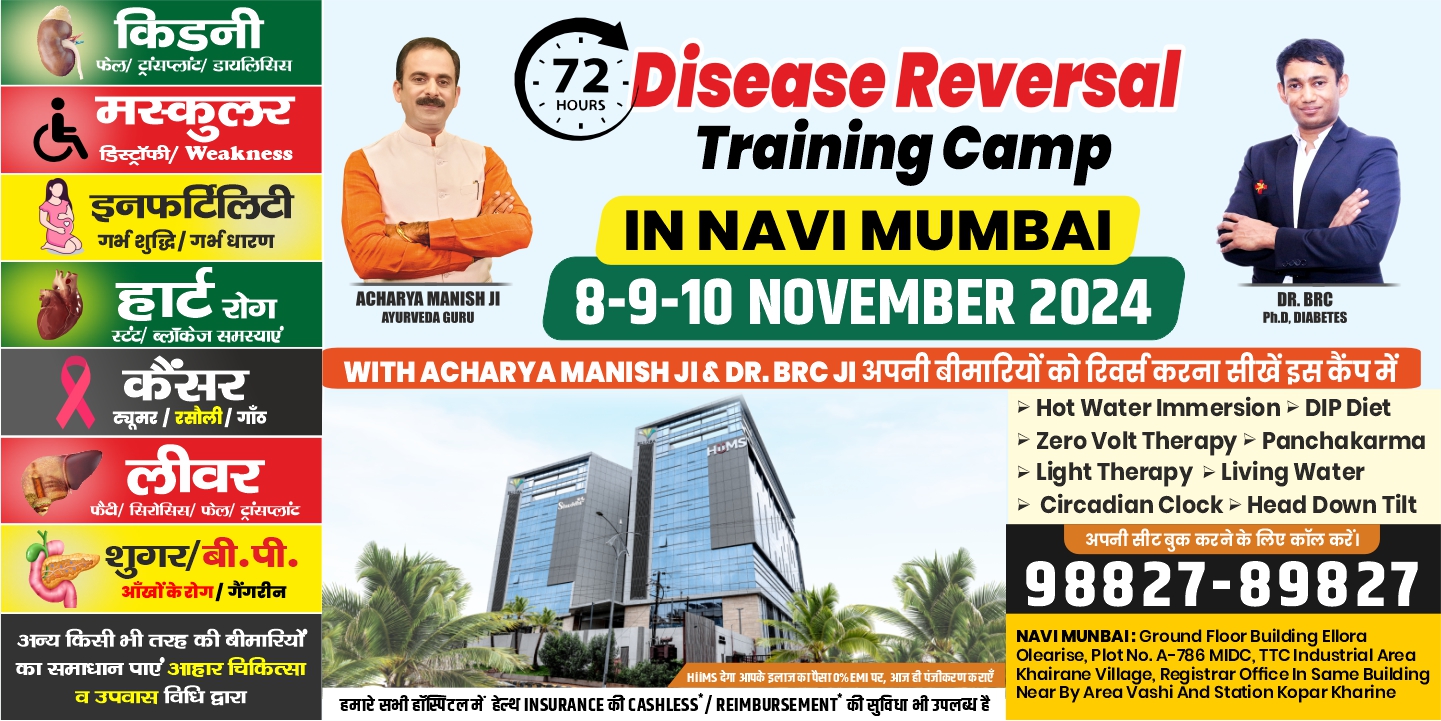 किडनी
फेल/ ट्रांसप्लांट/ डायलिसिस
मस्कुलर
डिस्ट्रॉफी/ Weakness
इनफर्टिलिटी
गर्भ शुद्धि/ गर्भ धारण
हार्ट रोग
स्टंट/ ब्लॉकेज समस्याएं
कैंसर
ट्यूमर / रसौली/ गाँठ
लीवर
फैटी/ सिरोसिस/ फेल/ ट्रांसप्लांट
शुगर/बी.पी.
आँखों के रोग/ गैंगरीन
अन्य किसी भी तरह की बीमारियों
का समाधान पाएं आहार चिकित्सा
व उपवास विधि द्वारा
72
HOURS
Disease Reversal
Training Camp
IN NAVI MUMBAI
8-9-10 NOVEMBER 2024
ACHARYA MANISH JI
AYURVEDA GURU
DR. BRC
Ph.D, DIABETES
WITH ACHARYA MANISH JI & DR. BRC JI अपनी बीमारियों को रिवर्स करना सीखें इस कैंप में
HiiMS
➢ Hot Water Immersion ➢ DIP Diet
➢ Zero Volt Therapy ➢ Panchakarma
➢ Light Therapy ➢ Living Water
➢ Circadian Clock ➢ Head Down Tilt
अपनी सीट बुक करने के लिए कॉल करें।
98827-89827
NAVI MUNBAI : Ground Floor Building Ellora
Olearise, Plot No. A-786 MIDC, TTC Industrial Area
Khairane Village, Registrar Office In Same Building
Near By Area Vashi And Station Kopar Kharine
HiiMS देगा आपके इलाज का पैसा 0% EMI पर, आज ही पंजीकरण कराएँ
हमारे सभी हॉस्पिटल में हेल्थ INSURANCE की CASHLESS* / REIMBURSEMENT* की सुविधा भी उपलब्ध है